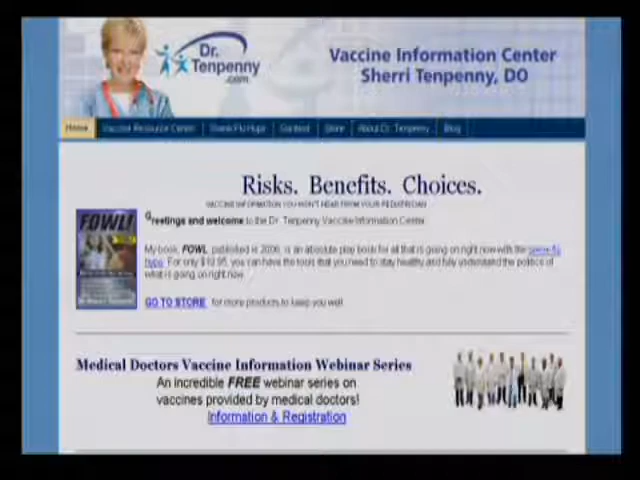 Dr.
Tenpenny
.com
Vaccine Information Center
Sherri Tenpenny, DO
Home Vaccine Resource Center Swine Flu Hype Contact Store About Dr. Tenpenny Blog
Risks. Benefits. Choices.
VACCINE INFORMATION YOU WON'T HEAR FROM YOUR PEDIATRICIAN
FOWL!
Greetings and welcome to the Dr. Tenpenny Vaccine Information Center.
My book, FOWL, published in 2006, is an absolute play book for all that is going on right now with the swine flu
hype. For only $19.95, you can have the tools that you need to stay healthy and fully understand the politics of
what is going on right now.
GO TO STORE for more products to keep you well.
Medical Doctors Vaccine Information Webinar Series
An incredible FREE webinar series on
vaccines provided by medical doctors!
Information & Registration